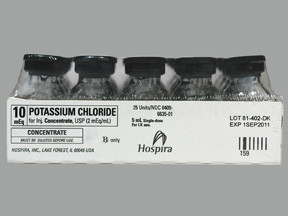 10
mEq
POTASSIUM CHLORIDE
for Inj. Concentrate, USP (2 mEq/mL)
CONCENTRATE
MUST BE DILUTED BEFORE USE.
HOSPIRA, INC., LAKE FOREST, IL 60045 USA
25 Units/NDC 0409-
6635-01
5 mL Single-dose
For I.V. use.
℞ only
Hospira
LOT 81-402-DK
EXP 1SEP2011
159